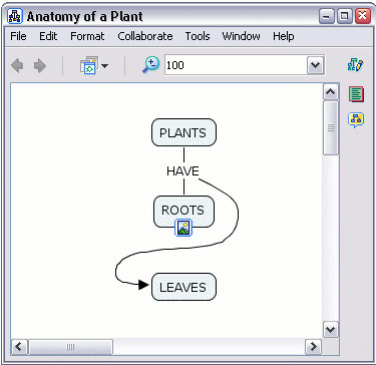 Anatomy of a Plant
File Edit Format Collaborate Tools Window Help
100
PLANTS
HAVE
ROOTS
LEAVES